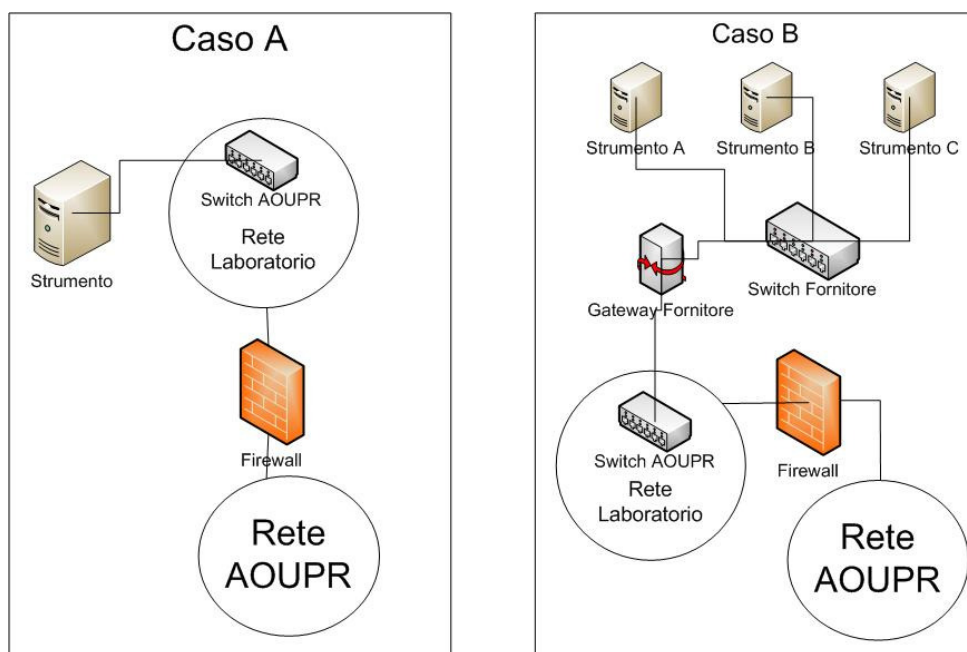 Caso A
Switch AOUPR
Rete
Laboratorio
Strumento
Firewall
Rete
AOUPR
Caso B
Strumento A
Strumento B
Strumento C
Switch Fornitore
Gateway Fornitore
Switch AOUPR
Rete
Laboratorio
Firewall
Rete
AOUPR